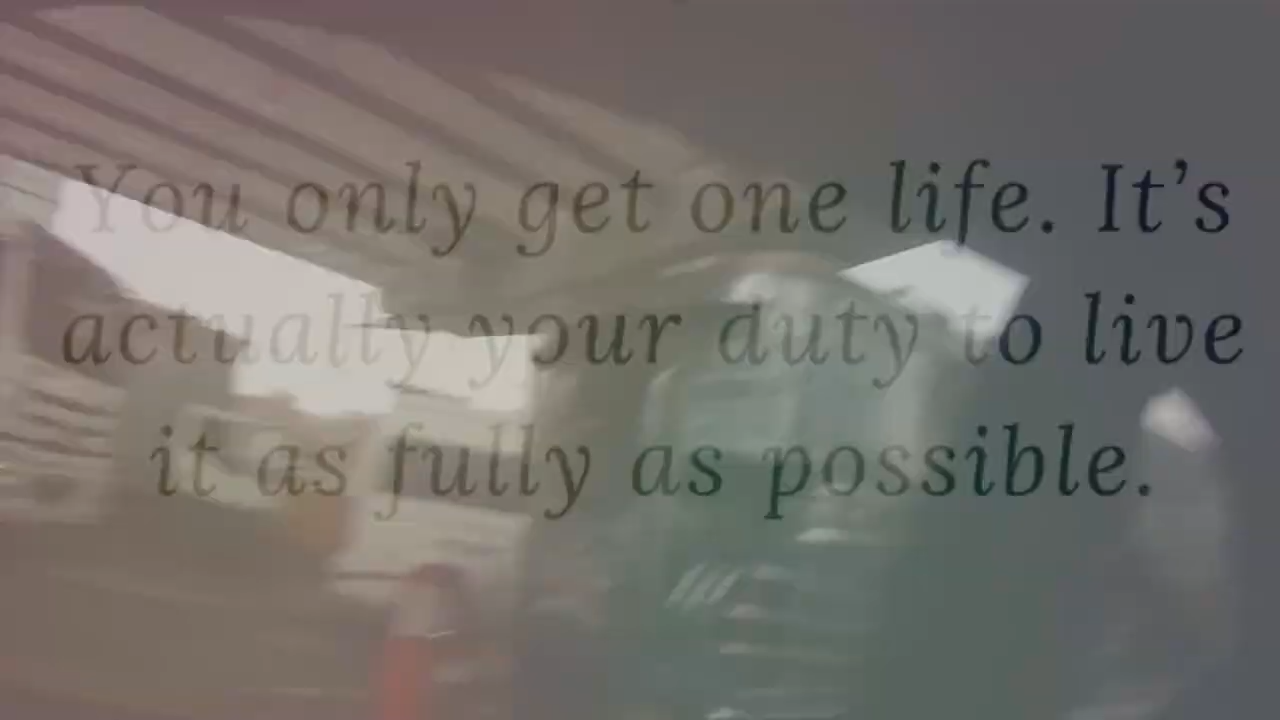 You only get one life. It’s
actually your duty to live
it as fully as possible.